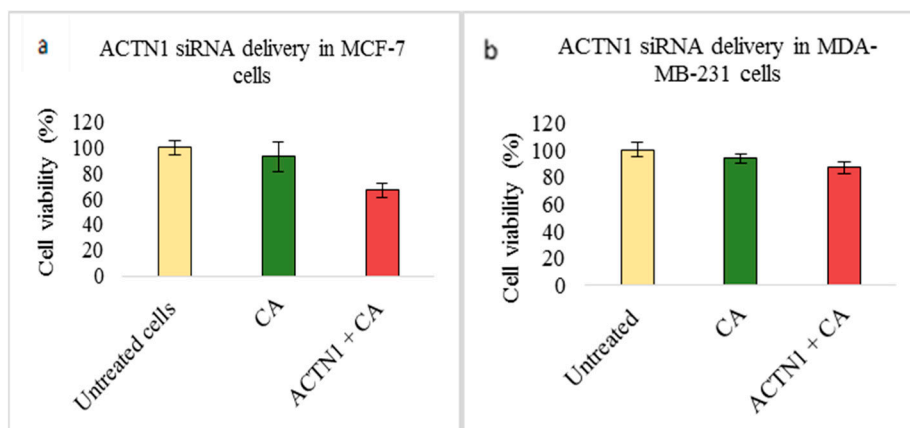 a
ACTN1 siRNA delivery in MCF-7
cells
Cell viability (%)
120
100
80
60
40
20
0
Untreated cells
CA
ACTN1 + CA
b
ACTN1 siRNA delivery in MDA-
MB-231 cells
Cell viability (%)
120
100
80
60
40
20
0
Untreated
CA
ACTN1 + CA